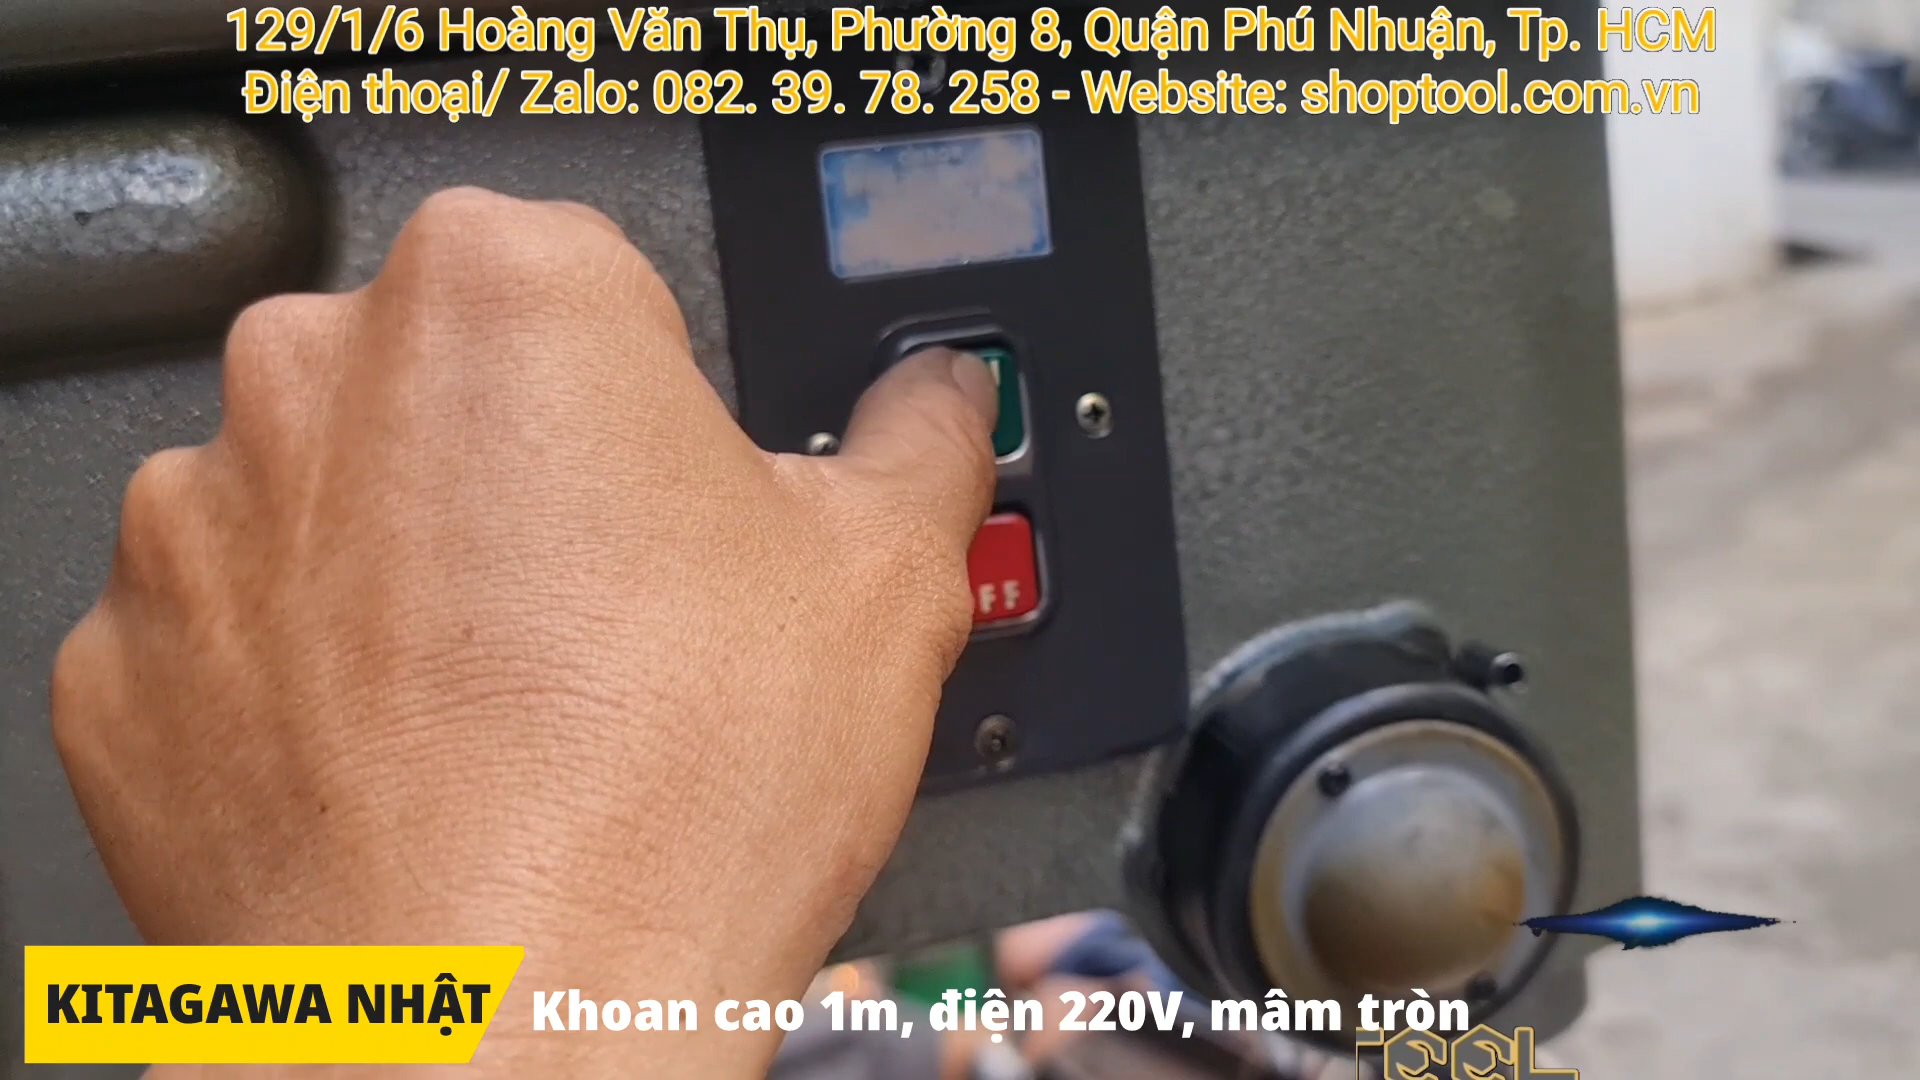 129/1/6 Hoàng Văn Thụ, Phường 8, Quận Phú Nhuận, Tp. HCM
Điện thoại/ Zalo: 082. 39. 78. 258 - Website: shoptool.com.vn
FF
KITAGAWA NHẬT
Khoan cao 1m, điện 220V, mâm tròn